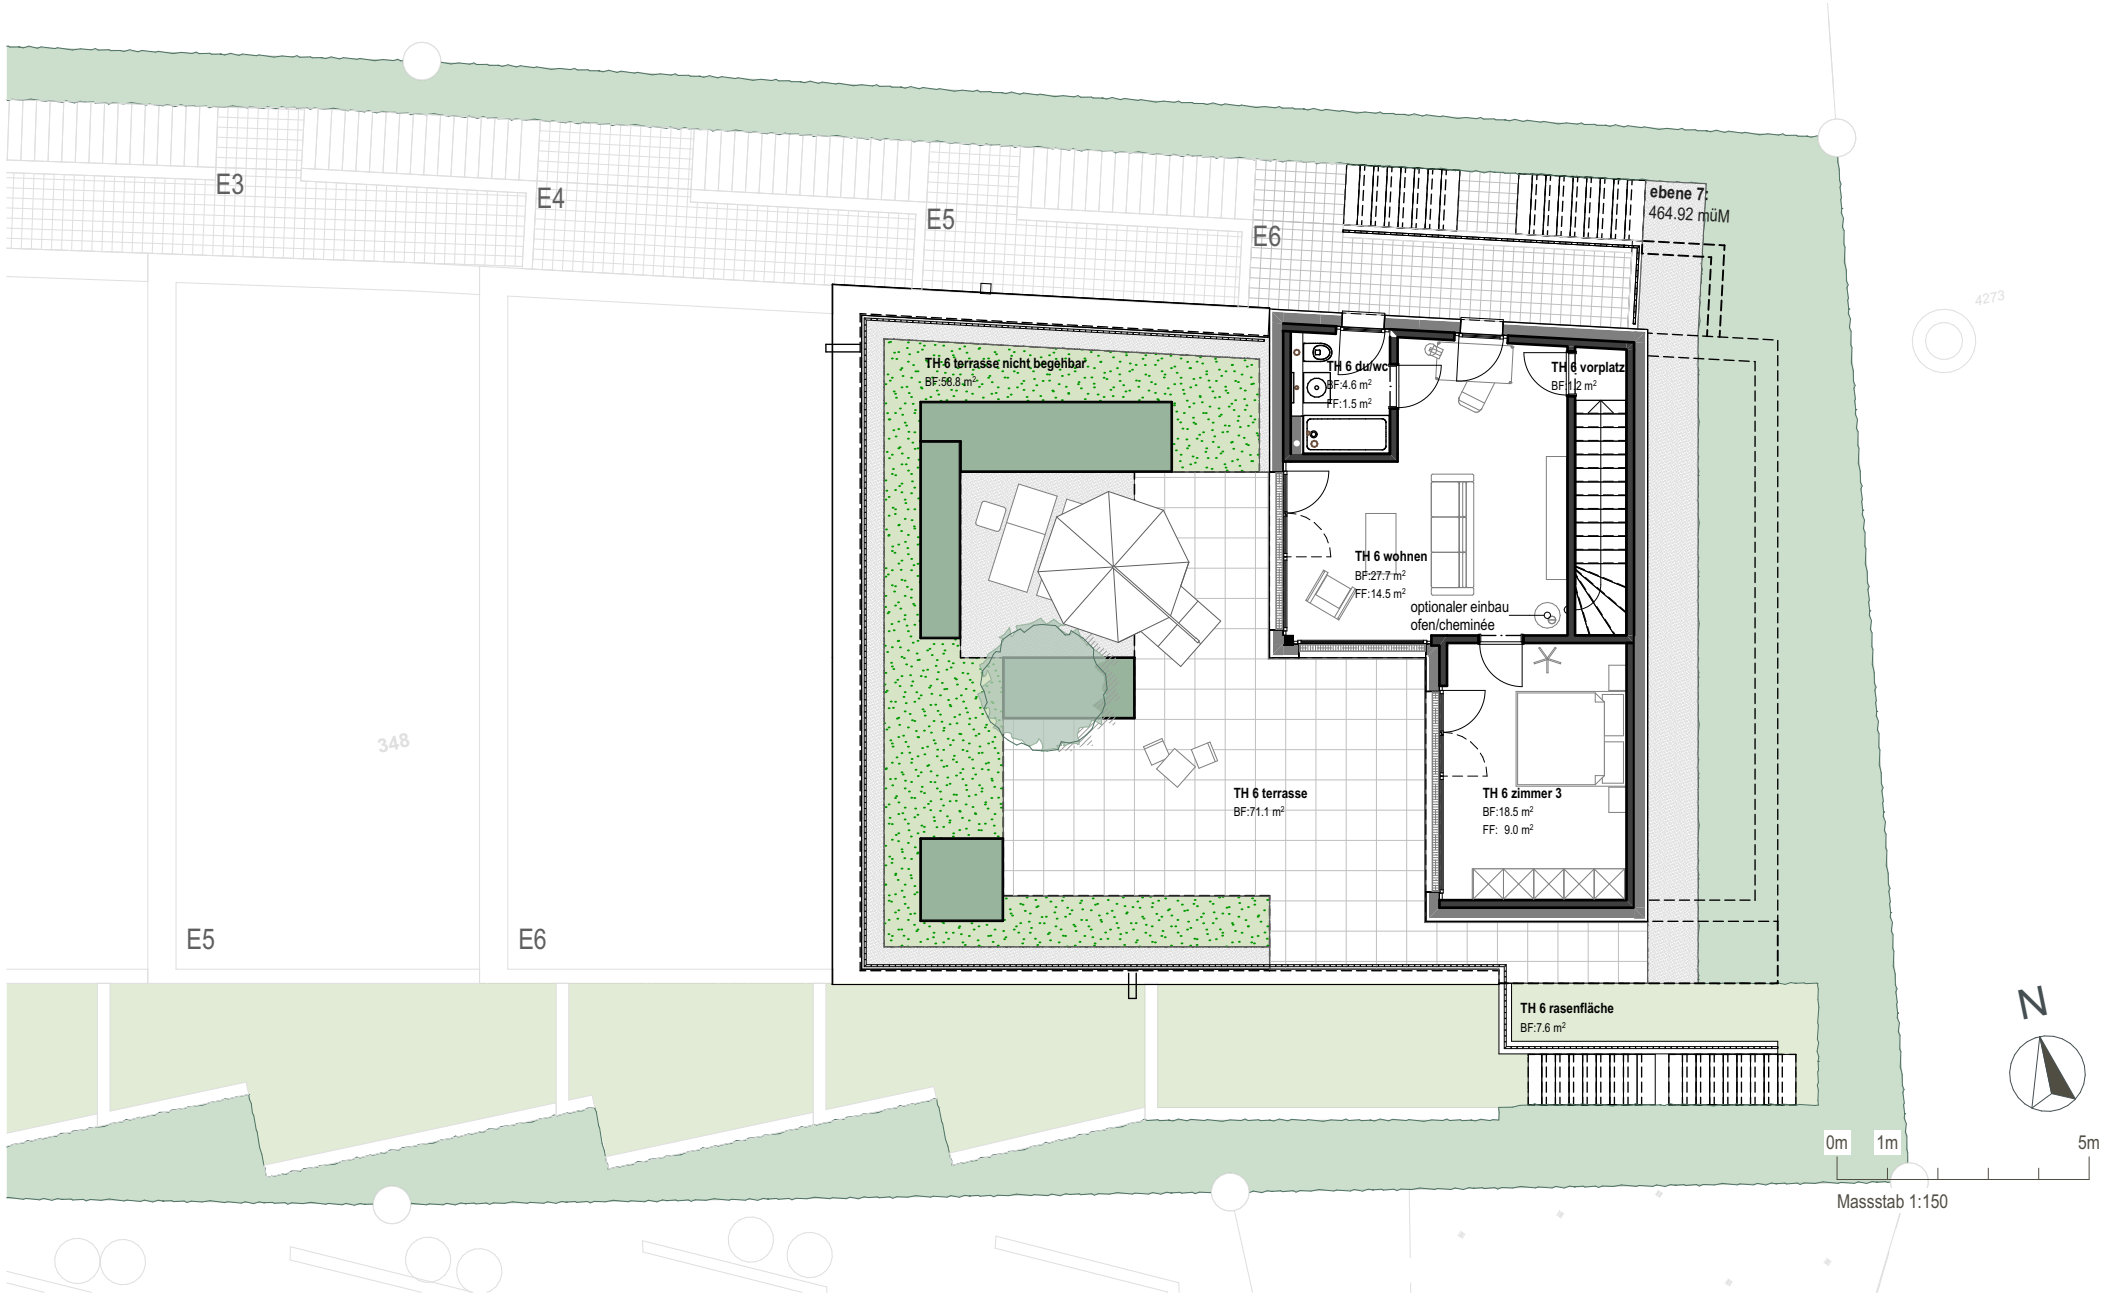 E3
E4
E5
E6
ebene 7:
464.92 müM
4273
TH 6 terrasse nicht begehbar
BF:58.8 m²
TH 6 du/wc
BF:4.6 m²
FF:1.5 m²
TH 6 vorplatz
BF:1.2 m²
TH 6 wohnen
BF:27.7 m²
FF:14.5 m²
optionaler einbau
ofen/cheminée
348
TH 6 terrasse
BF:71.1 m²
TH 6 zimmer 3
BF:18.5 m²
FF: 9.0 m²
E5
E6
TH 6 rasenfläche
BF:7.6 m²
N
0m 1m 5m
Massstab 1:150